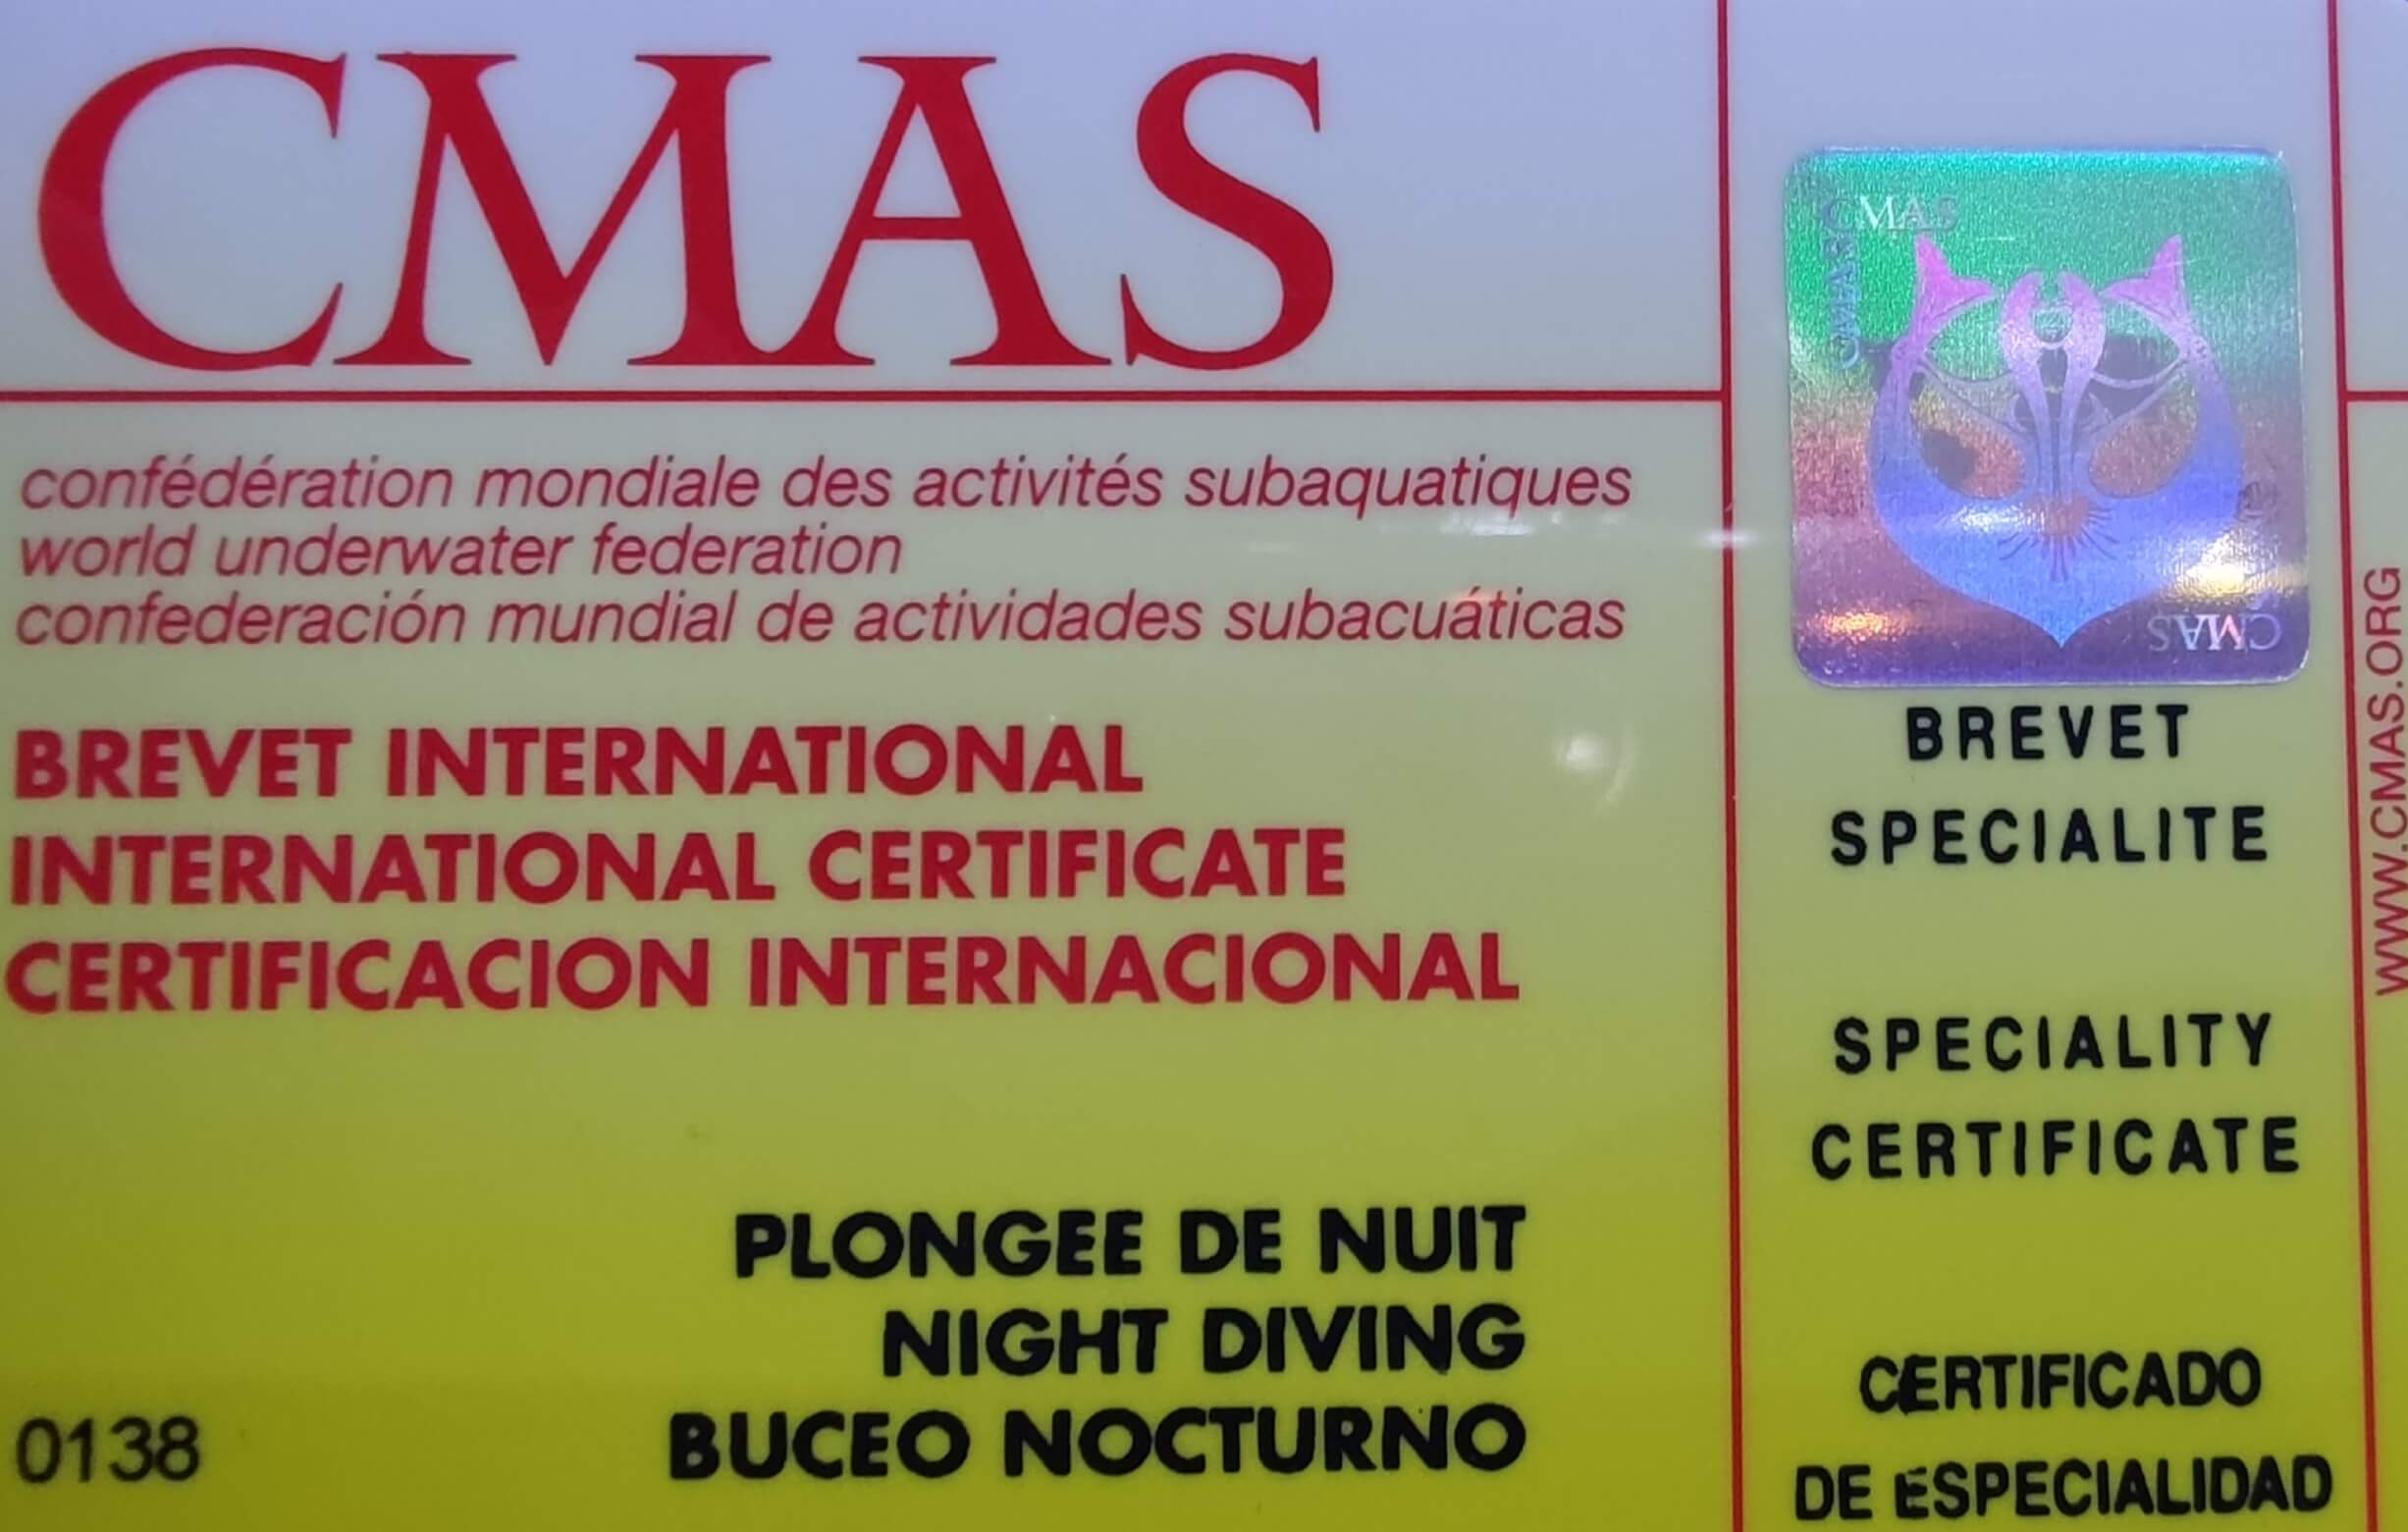 CMAS
confédération mondiale des activités subaquatiques
world underwater federation
confederación mundial de actividades subacuáticas
BREVET INTERNATIONAL
INTERNATIONAL CERTIFICATE
CERTIFICACION INTERNACIONAL
PLONGEE DE NUIT
NIGHT DIVING
BUCEO NOCTURNO
0138
CMAS
CMAS
CMAS
BREVET
SPECIALITE
SPECIALITY
CERTIFICATE
CERTIFICADO
DE ESPECIALIDAD
WWW.CMAS.ORG